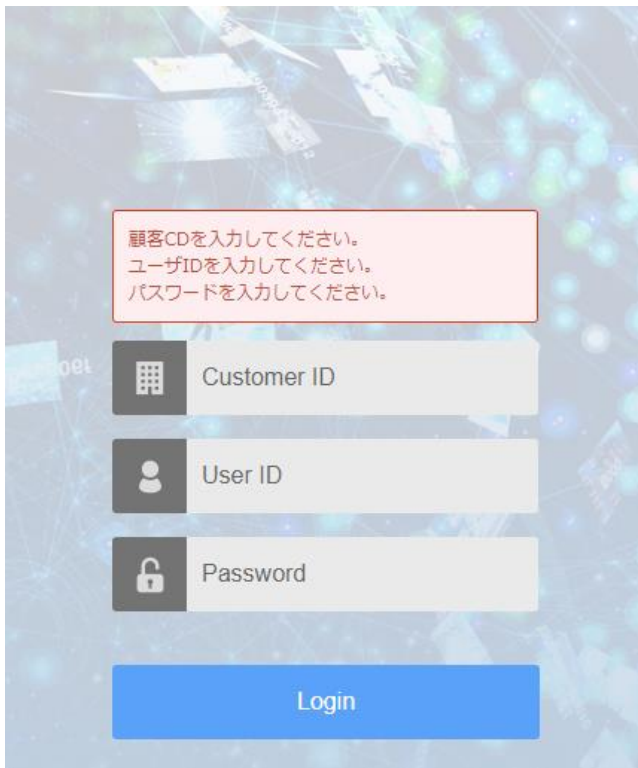 顧客CDを入力してください。
ユーザIDを入力してください。
パスワードを入力してください。
Customer ID
User ID
Password
Login